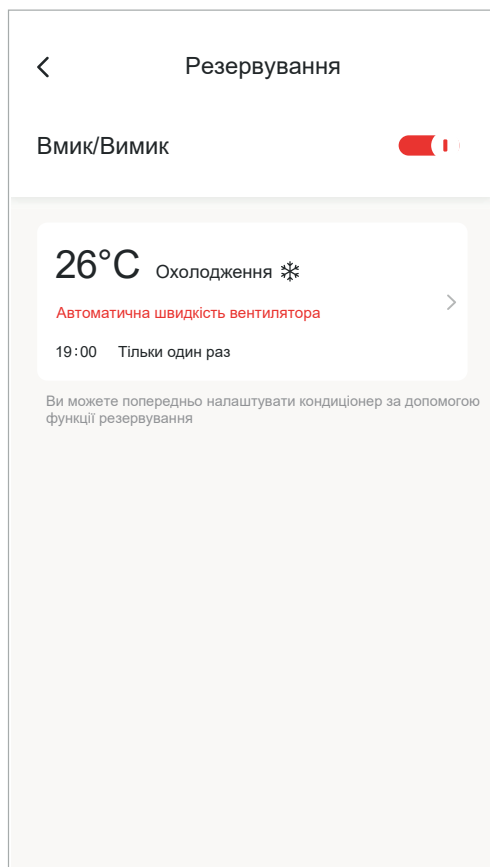 Резервування
Вмик/Вимик
26°C Охолодження
Автоматична швидкість вентилятора
19:00 Тільки один раз
Ви можете попередньо налаштувати кондиціонер за допомогою
функції резервування